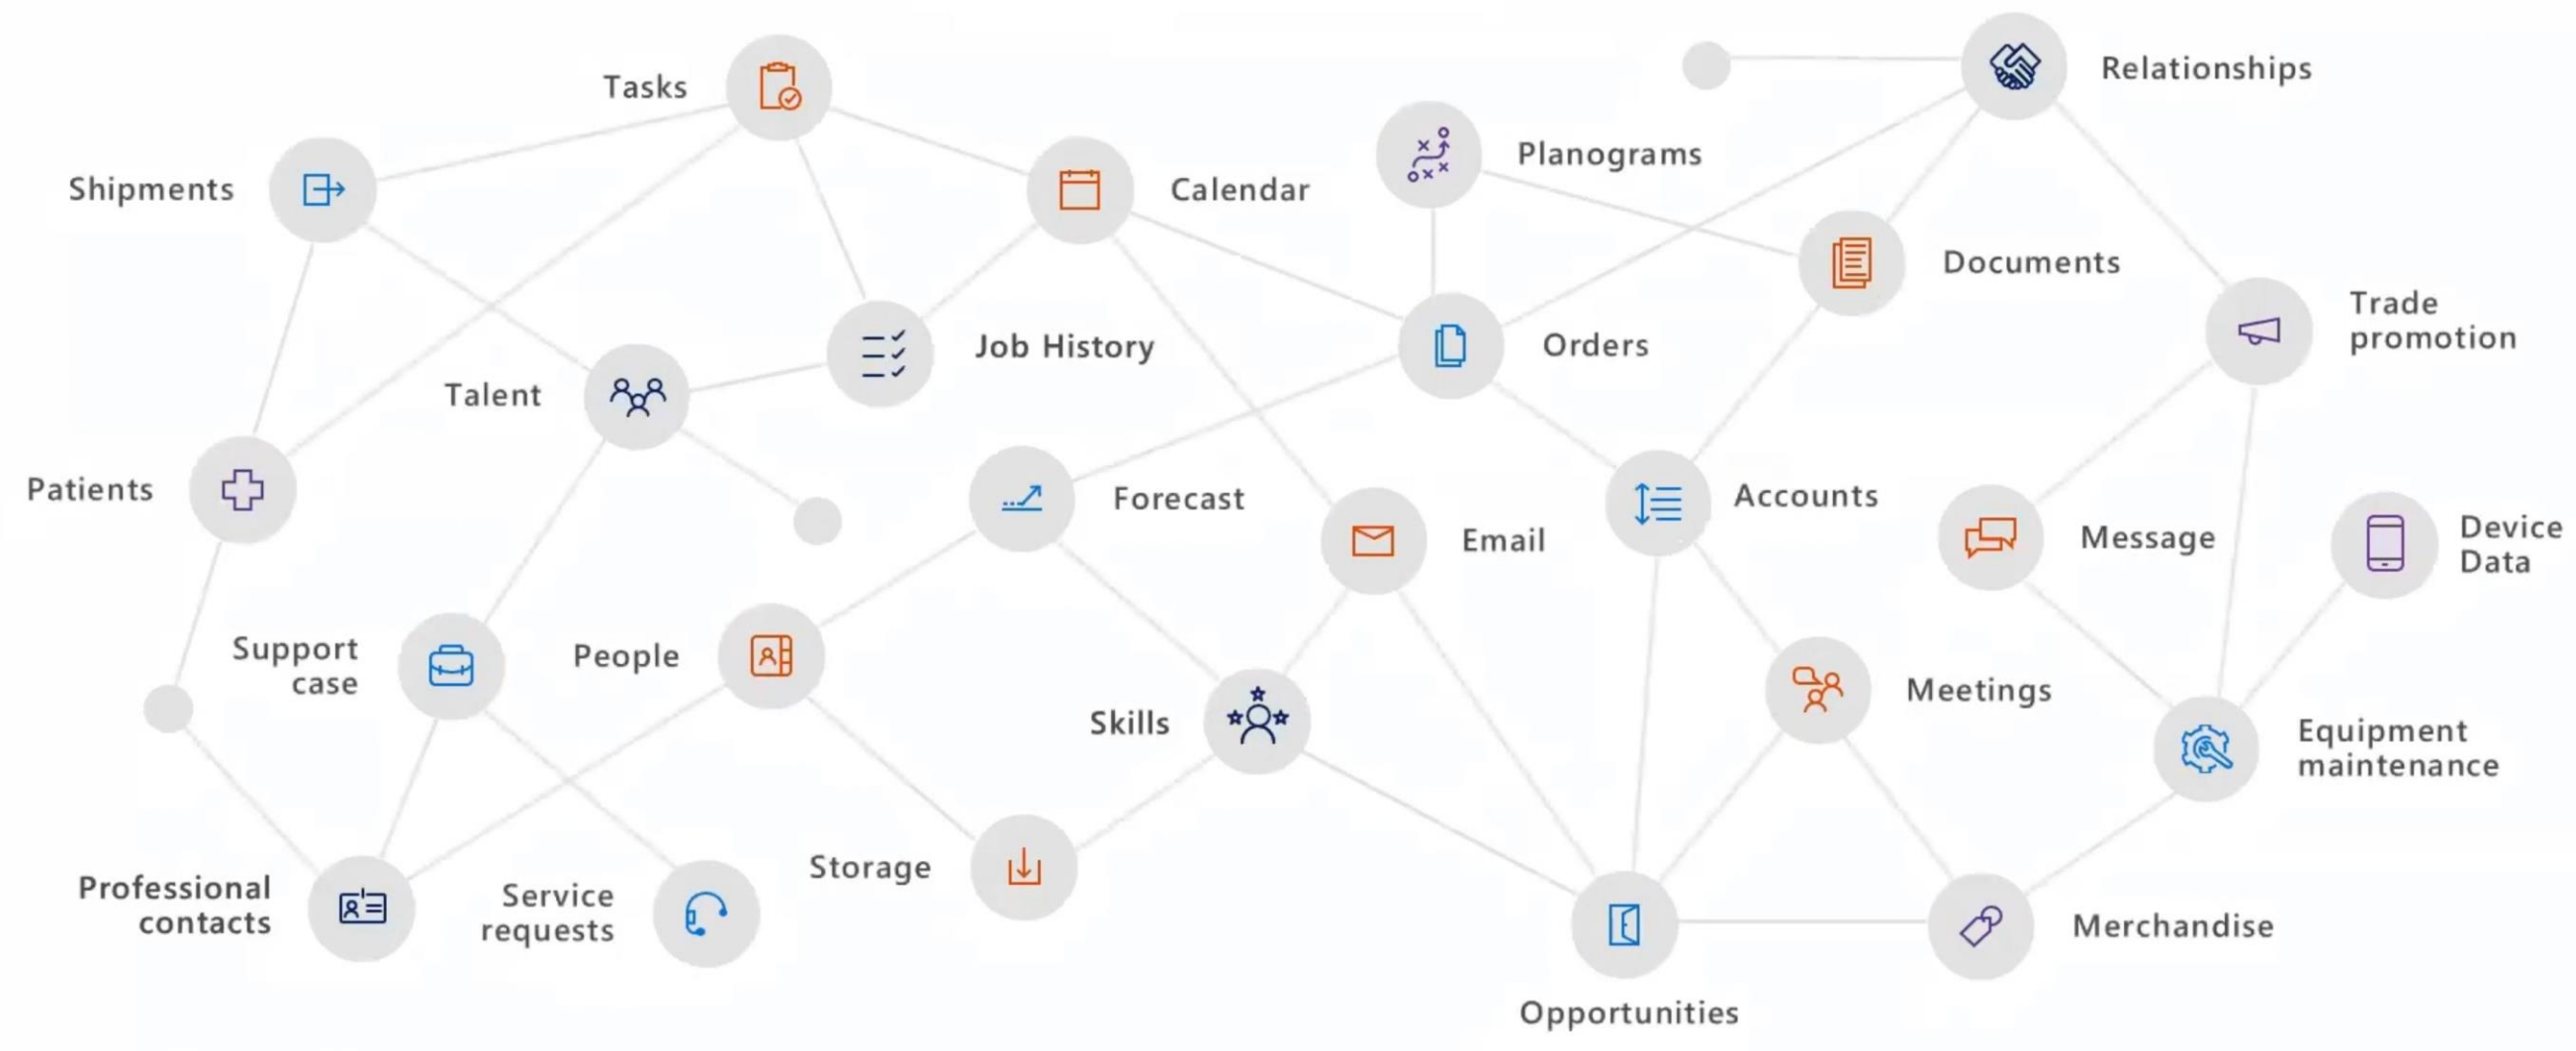 Tasks
Relationships
Shipments
Calendar
Planograms
Documents
Trade
promotion
Job History
Orders
Talent
Patients
Forecast
Email
Accounts
Message
Device
Data
Support
case
People
Skills
Meetings
Equipment
maintenance
Professional
contacts
Service
requests
Storage
Merchandise
Opportunities